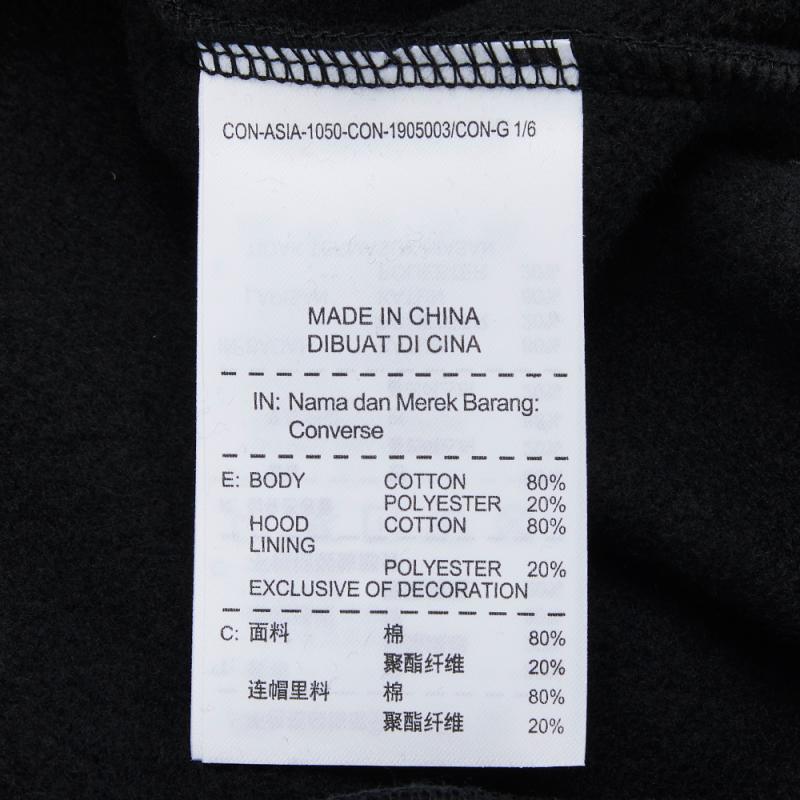 CON-ASIA-1050-CON-1905003/CON-G 1/6
MADE IN CHINA
DIBUAT DI CINA
IN: Nama dan Merek Barang:
Converse
E: BODY COTTON 80%
POLYESTER 20%
HOOD COTTON 80%
LINING
POLYESTER 20%
EXCLUSIVE OF DECORATION
C: 面料 棉 80%
聚酯纤维 20%
连帽里料 棉 80%
聚酯纤维 20%